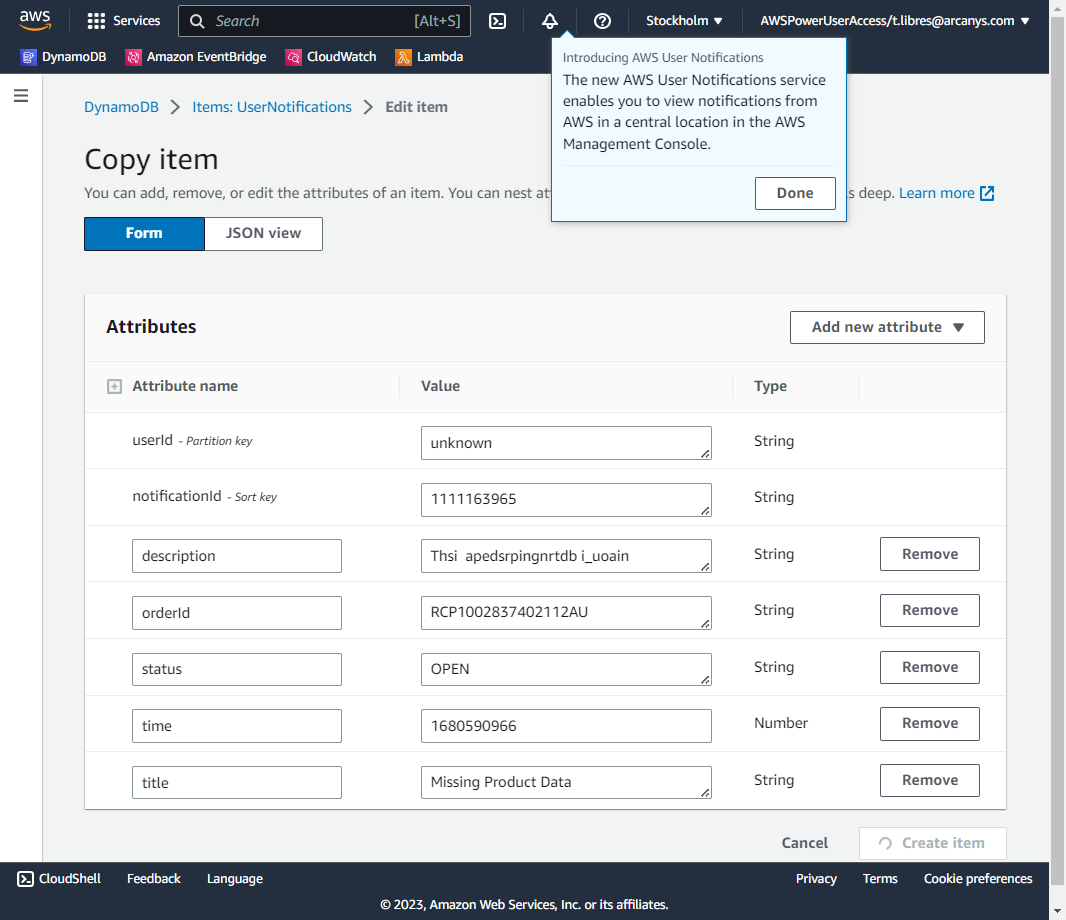 aws Services Search [Alt+S] Stockholm ▼ AWSPowerUserAccess/t.libres@arcanys.com ▼
DynamoDB Amazon EventBridge CloudWatch Lambda
Introducing AWS User Notifications
The new AWS User Notifications service
enables you to view notifications from
AWS in a central location in the AWS
Management Console.
Done
DynamoDB > Items: UserNotifications > Edit item
Copy item
You can add, remove, or edit the attributes of an item. You can nest s deep. Learn more
Form JSON view
Attributes Add new attribute ▼
Attribute name Value Type
userId - Partition key unknown String
notificationId - Sort key 1111163965 String
description Thsi apedsrpingnrtdb i_uoain String Remove
orderId RCP1002837402112AU String Remove
status OPEN String Remove
time 1680590966 Number Remove
title Missing Product Data String Remove
Cancel Create item
CloudShell Feedback Language Privacy Terms Cookie preferences
© 2023, Amazon Web Services, Inc. or its affiliates.